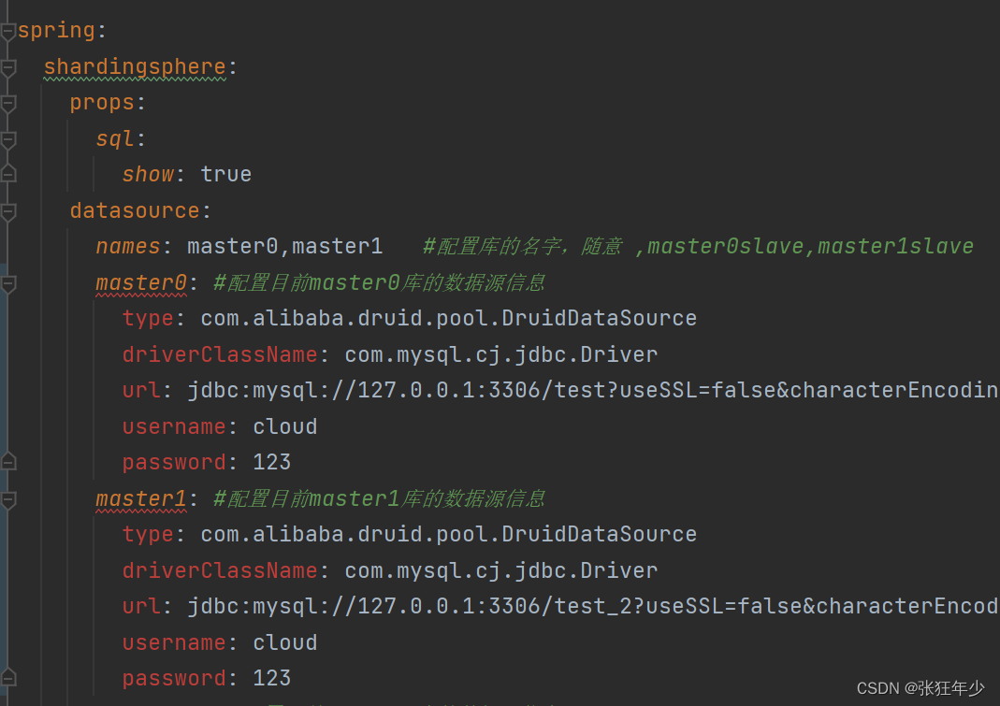 spring:
  shardingsphere:
    props:
      sql:
        show: true
    datasource:
      names: master0,master1   #配置库的名字，随意 ,master0slave,master1slave
      master0: #配置目前master0库的数据源信息
        type: com.alibaba.druid.pool.DruidDataSource
        driverClassName: com.mysql.cj.jdbc.Driver
        url: jdbc:mysql://127.0.0.1:3306/test?useSSL=false&characterEncodin
        username: cloud
        password: 123
      master1: #配置目前master1库的数据源信息
        type: com.alibaba.druid.pool.DruidDataSource
        driverClassName: com.mysql.cj.jdbc.Driver
        url: jdbc:mysql://127.0.0.1:3306/test_2?useSSL=false&characterEncod
        username: cloud
        password: 123
CSDN @张狂年少